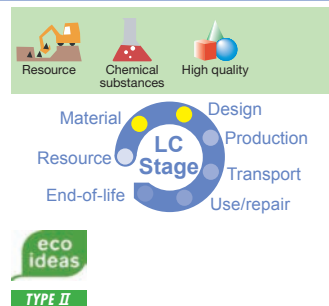 Resource
Chemical
substances
High quality
Material
Design
LC
Stage
Production
Resource
Transport
End-of-life
Use/repair
eco
ideas
TYPE II